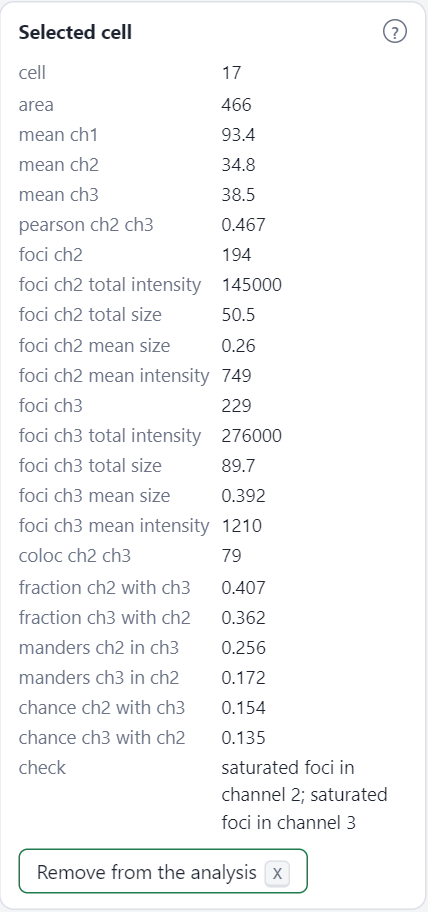 Selected cell ?
cell 17
area 466
mean ch1 93.4
mean ch2 34.8
mean ch3 38.5
pearson ch2 ch3 0.467
foci ch2 194
foci ch2 total intensity 145000
foci ch2 total size 50.5
foci ch2 mean size 0.26
foci ch2 mean intensity 749
foci ch3 229
foci ch3 total intensity 276000
foci ch3 total size 89.7
foci ch3 mean size 0.392
foci ch3 mean intensity 1210
coloc ch2 ch3 79
fraction ch2 with ch3 0.407
fraction ch3 with ch2 0.362
manders ch2 in ch3 0.256
manders ch3 in ch2 0.172
chance ch2 with ch3 0.154
chance ch3 with ch2 0.135
check saturated foci in
channel 2; saturated
foci in channel 3
Remove from the analysis X